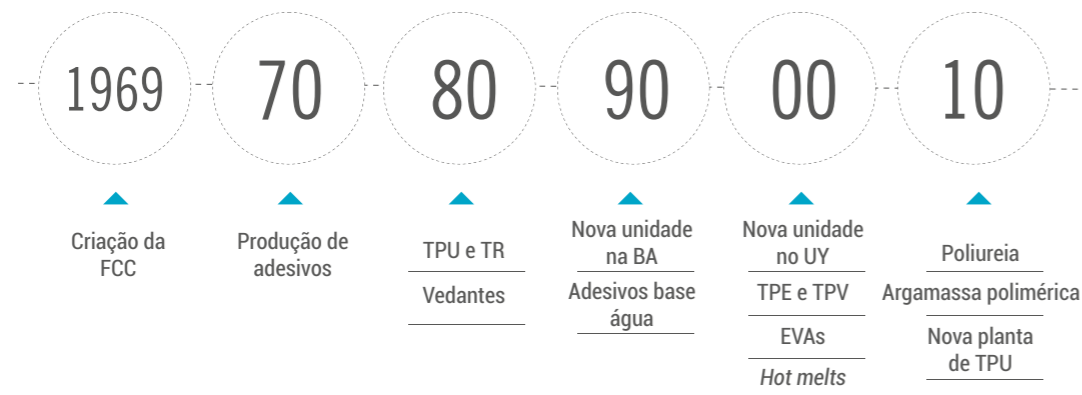 1969
Criação da
FCC
70
Produção de
adesivos
80
TPU e TR
Vedantes
90
Nova unidade
na BA
Adesivos base
água
00
Nova unidade
no UY
TPE e TPV
EVAs
Hot melts
10
Poliureia
Argamassa polimérica
Nova planta
de TPU